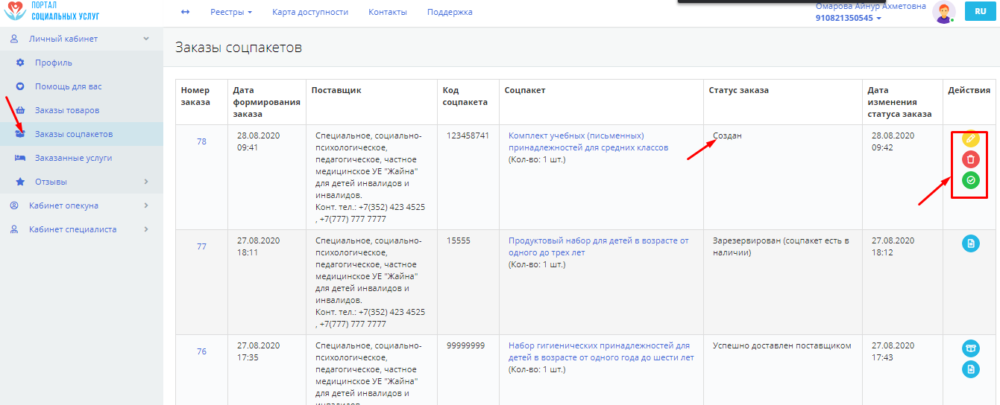 ПОРТАЛ
СОЦИАЛЬНЫХ УСЛУГ
Реестры
Карта доступности
Контакты
Поддержка
Омарова Айнур Ахметовна
910821350545
RU
Личный кабинет
Профиль
Помощь для вас
Заказы товаров
Заказы соцпакетов
Заказанные услуги
Отзывы
Кабинет опекуна
Кабинет специалиста
Заказы соцпакетов
Номер
заказа
Дата
формирования
заказа
Поставщик
Код
соцпакета
Соцпакет
Статус заказа
Дата
изменения
статуса заказа
Действия
78
28.08.2020
09:41
Специальное, социально-
психологическое,
педагогическое, частное
медицинское УЕ "Жайна"
для детей инвалидов и
инвалидов.
Конт. тел.: +7(352) 423 4525
, +7(777) 777 7777
123458741
Комплект учебных (письменных)
принадлежностей для средних классов
(Кол-во: 1 шт.)
Создан
28.08.2020
09:42
77
27.08.2020
18:11
Специальное, социально-
психологическое,
педагогическое, частное
медицинское УЕ "Жайна"
для детей инвалидов и
инвалидов.
Конт. тел.: +7(352) 423 4525
, +7(777) 777 7777
15555
Продуктовый набор для детей в возрасте от
одного до трех лет
(Кол-во: 1 шт.)
Зарезервирован (соцпакет есть в
наличии)
27.08.2020
18:12
76
27.08.2020
17:35
Специальное, социально-
психологическое,
педагогическое, частное
медицинское УЕ "Жайна"
для детей инвалидов и
инвалидов.
99999999
Набор гигиенических принадлежностей для
детей в возрасте от одного года до шести лет
(Кол-во: 1 шт.)
Успешно доставлен поставщиком
27.08.2020
17:43